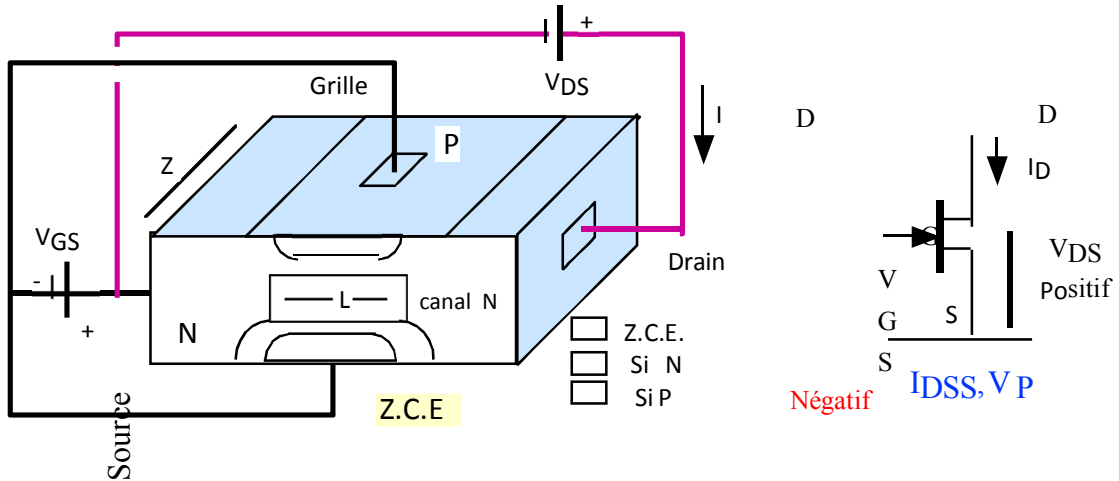 +
VDS
Grille
I
P
Z
VGS
-
+
Drain
L
canal N
N
Z.C.E.
Si N
Si P
Z.C.E
Source
D
D
ID
G
VDS
Positif
V
G
S
S
Négatif
IDSS, VP